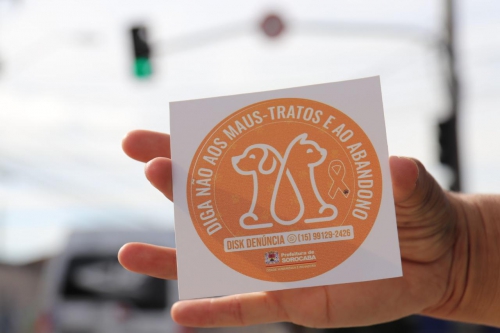 DIGA NÃO AOS MAUS-TRATOS E AO ABANDONO
DISK DENÚNCIA (15) 99129-2426
Prefeitura de
SOROCABA